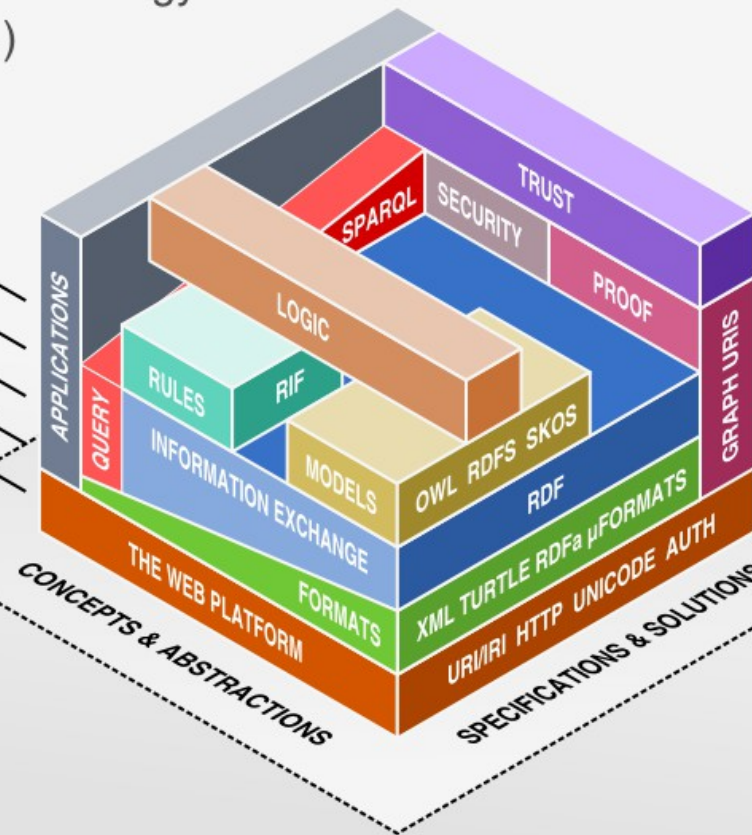 )
TRUST
SPARQL
SECURITY
PROOF
LOGIC
APPLICATIONS
GRAPH URIS
RULES
RIF
QUERY
INFORMATION EXCHANGE
MODELS
OWL RDFS SKOS
RDF
FORMATS
XML TURTLE RDFa µFORMATS
THE WEB PLATFORM
URI/IRI HTTP UNICODE AUTH
CONCEPTS & ABSTRACTIONS
SPECIFICATIONS & SOLUTIONS